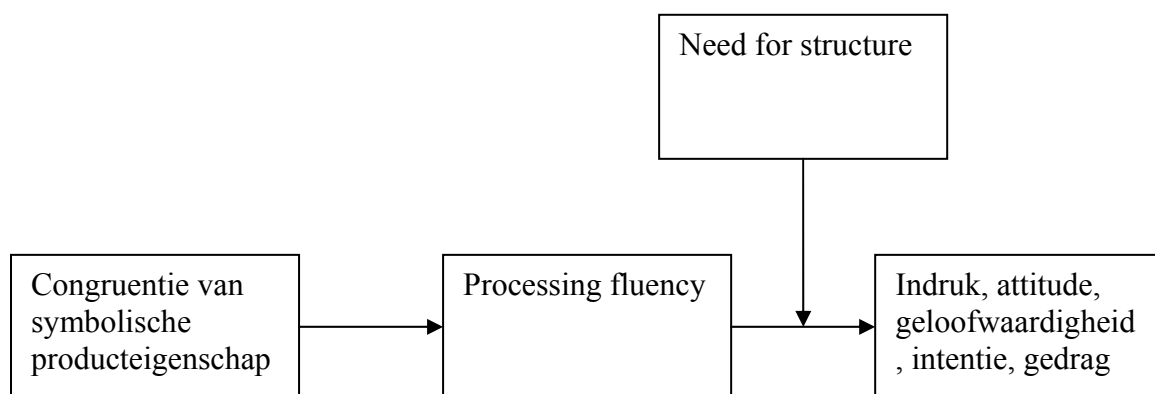 Need for structure
Congruentie van
symbolische
producteigenschap
Processing fluency
Indruk, attitude,
geloofwaardigheid
, intentie, gedrag